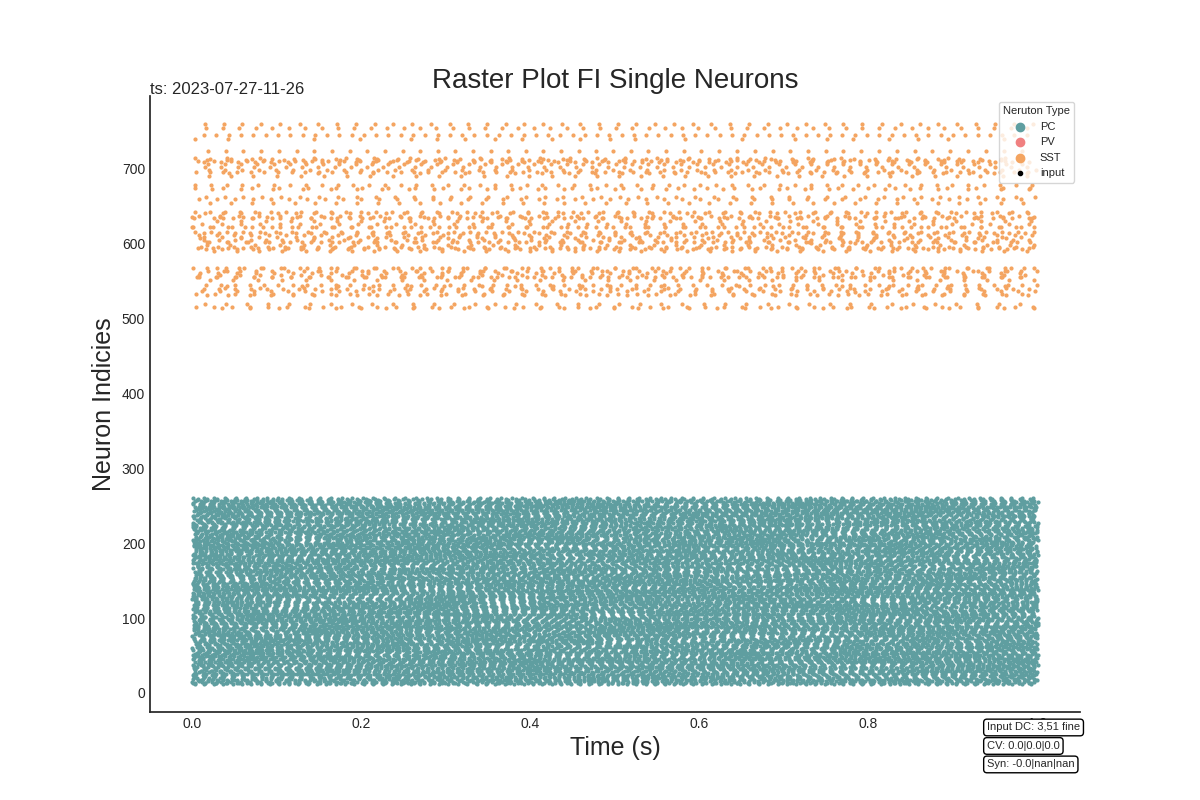 Raster Plot FI Single Neurons
ts: 2023-07-27-11-26
Neruton Type
PC
PV
SST
input
700
600
500
400
300
200
100
0
Neuron Indicies
0.0 0.2 0.4 0.6 0.8
Time (s)
Input DC: 3,51 fine
CV: 0.0|0.0|0.0
Syn: -0.0|nan|nan